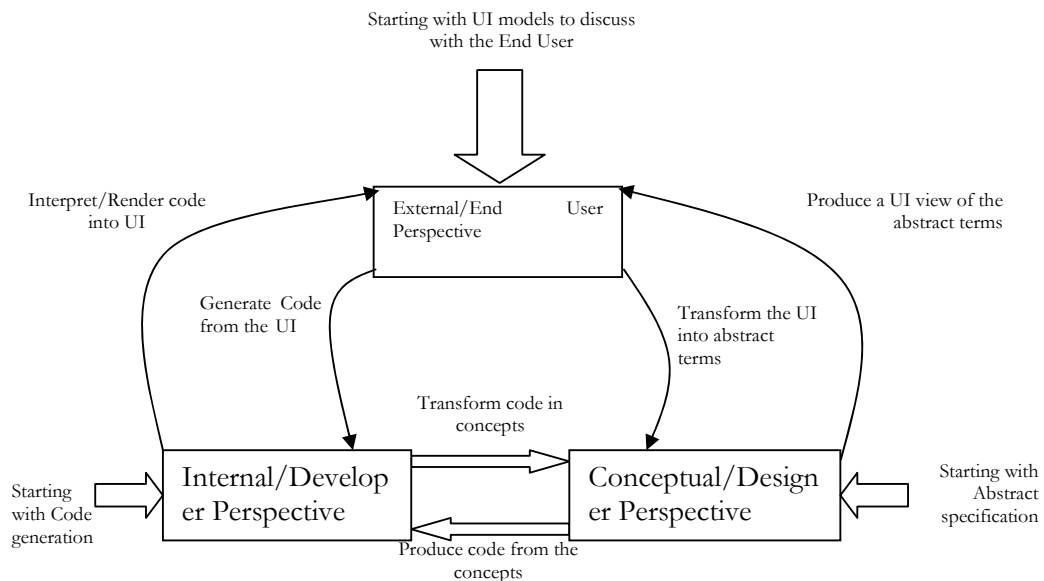 Starting with UI models to discuss
with the End User
Interpret/Render code
into UI
External/End User
Perspective
Produce a UI view of the
abstract terms
Generate Code
from the UI
Transform the UI
into abstract
terms
Transform code in
concepts
Internal/Develop
er Perspective
Conceptual/Design
er Perspective
Starting
with Code
generation
Starting with
Abstract
specification
Produce code from the
concepts